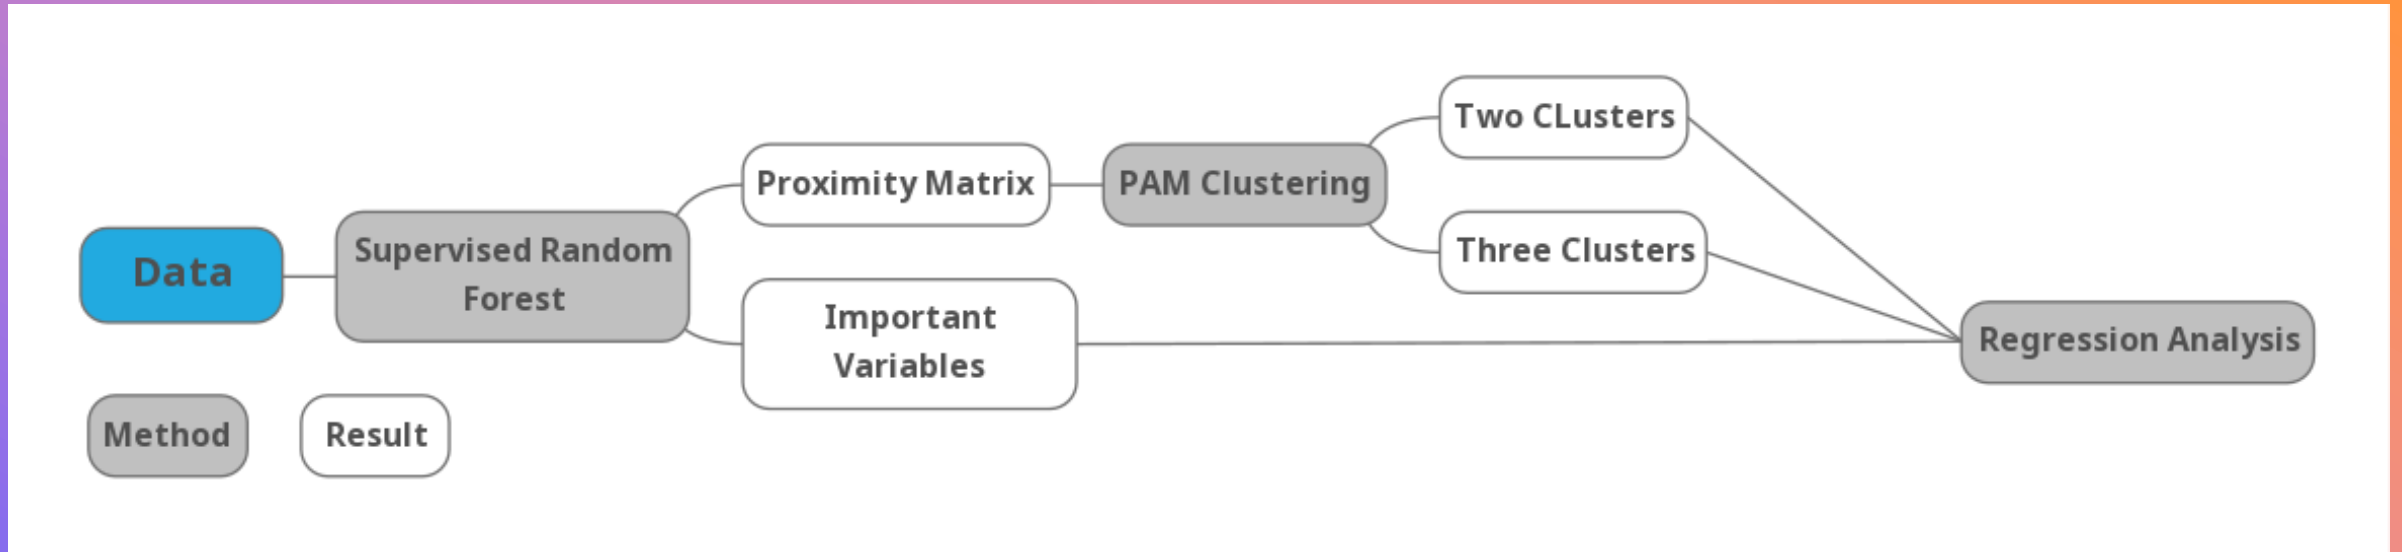 Data
Supervised Random
Forest
Proximity Matrix
Important
Variables
PAM Clustering
Two CLusters
Three Clusters
Regression Analysis
Method
Result